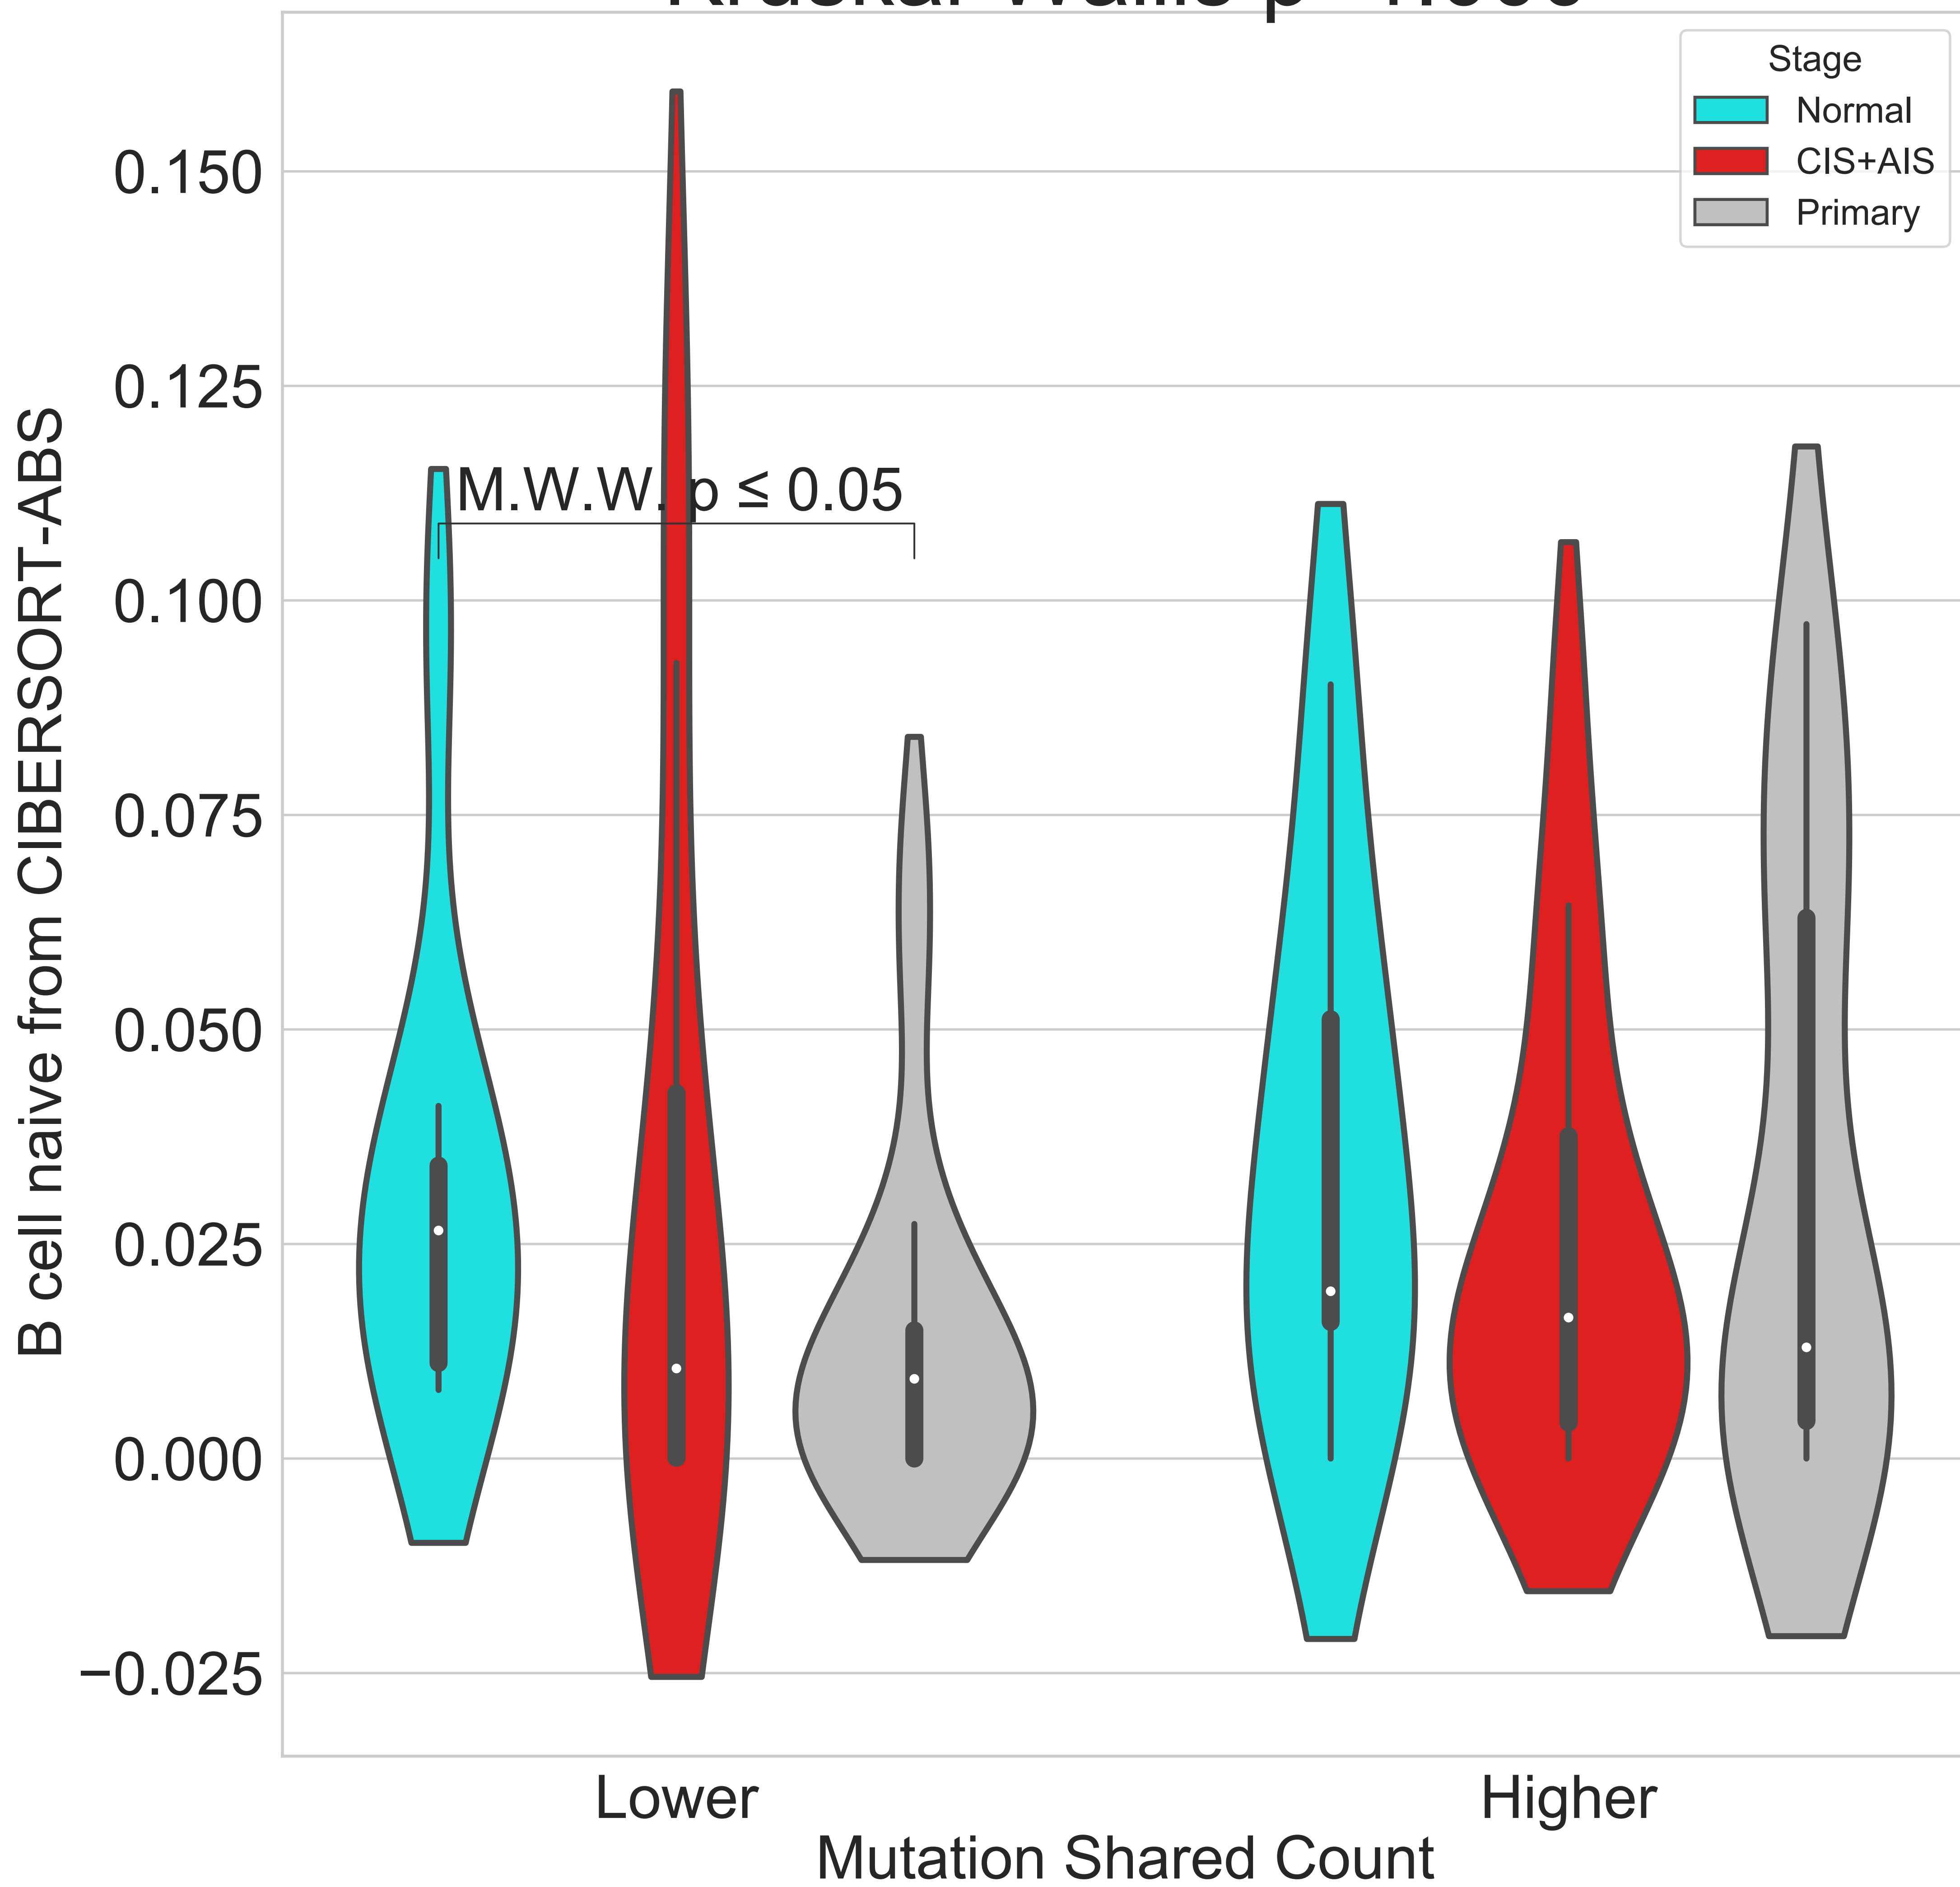 Stage
Normal
CIS+AIS
Primary
0.150
0.125
0.100
0.075
0.050
0.025
0.000
−0.025
B cell naive from CIBERSORT-ABS
M.W.W. p ≤ 0.05
Lower
Higher
Mutation Shared Count